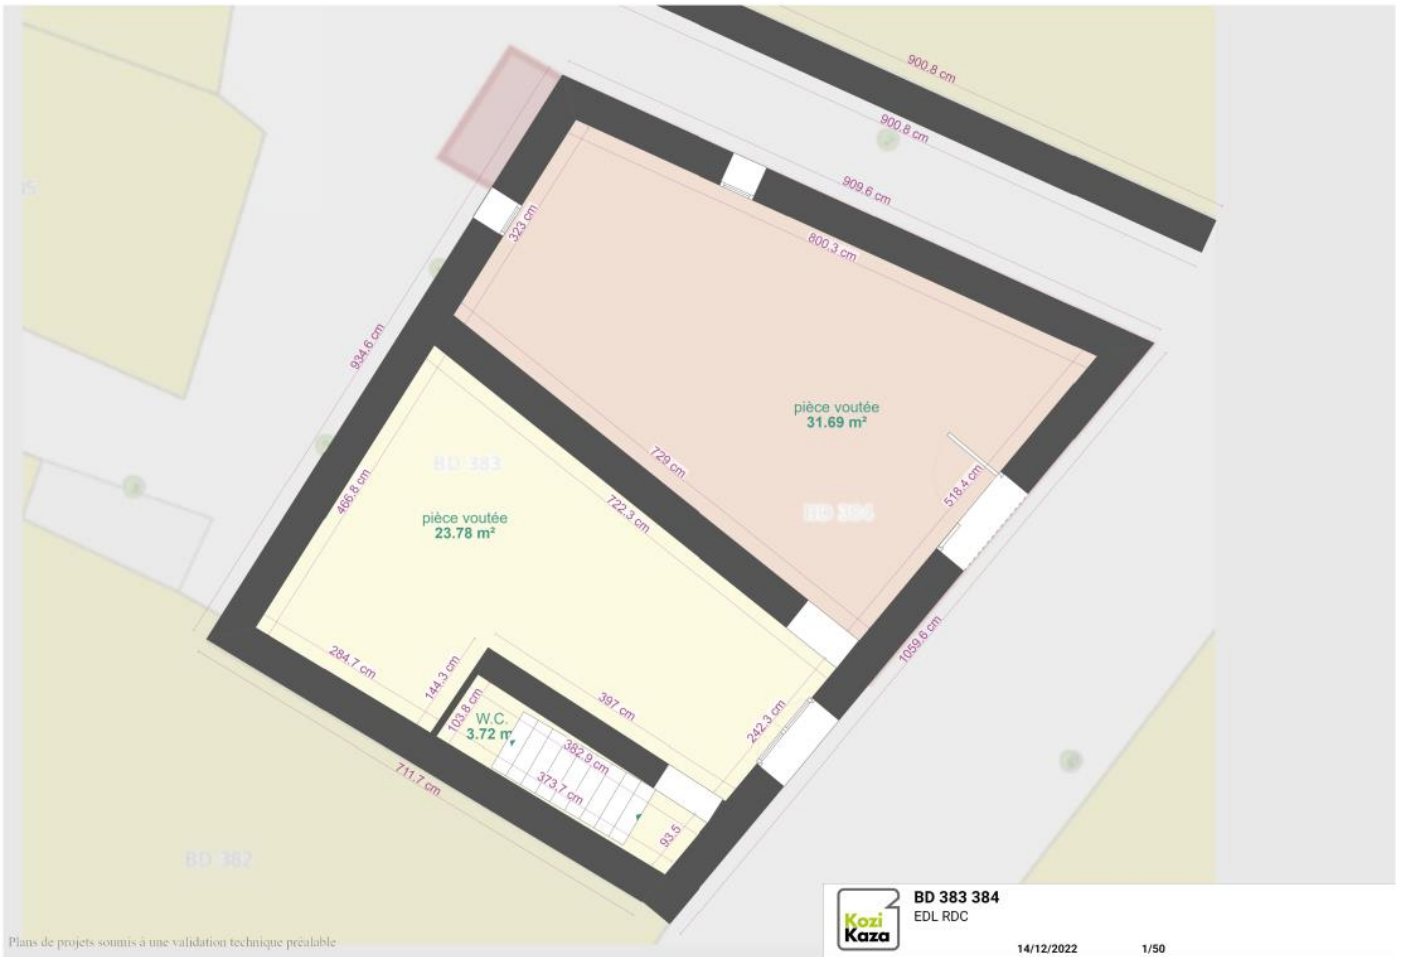 900.8 cm
900.8 cm
909.6 cm
323 cm
800.3 cm
934.6 cm
pièce voutée
31.69 m²
729 cm
BD 383
466.8 cm
518.4 cm
722.3 cm
BD 384
pièce voutée
23.78 m²
1059.6 cm
284.7 cm
144.3 cm
103.8 cm
397 cm
242.3 cm
W.C.
3.72 m
382.9 cm
373.7 cm
711.7 cm
93.5
BD 382
Kozi
Kaza
BD 383 384
EDL RDC
14/12/2022
1/50
Plans de projets soumis à une validation technique préalable